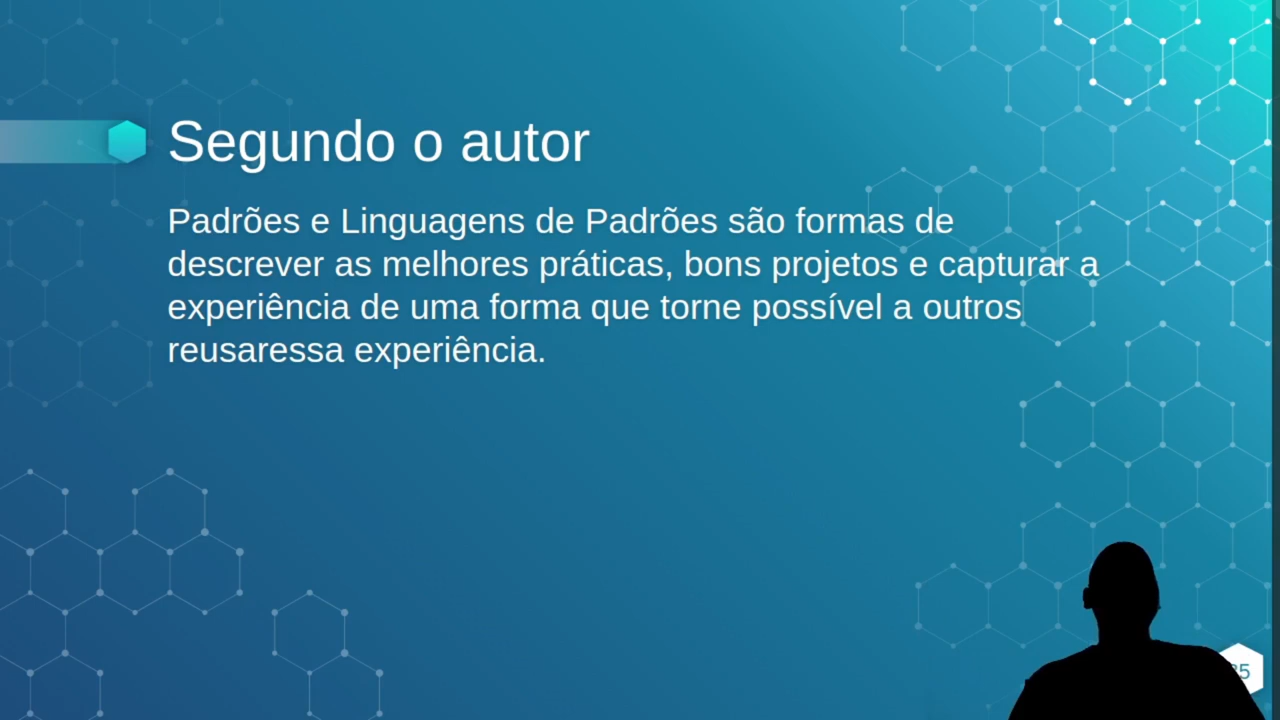 Segundo o autor
Padrões e Linguagens de Padrões são formas de
descrever as melhores práticas, bons projetos e capturar a
experiência de uma forma que torne possível a outros
reusaressa experiência.